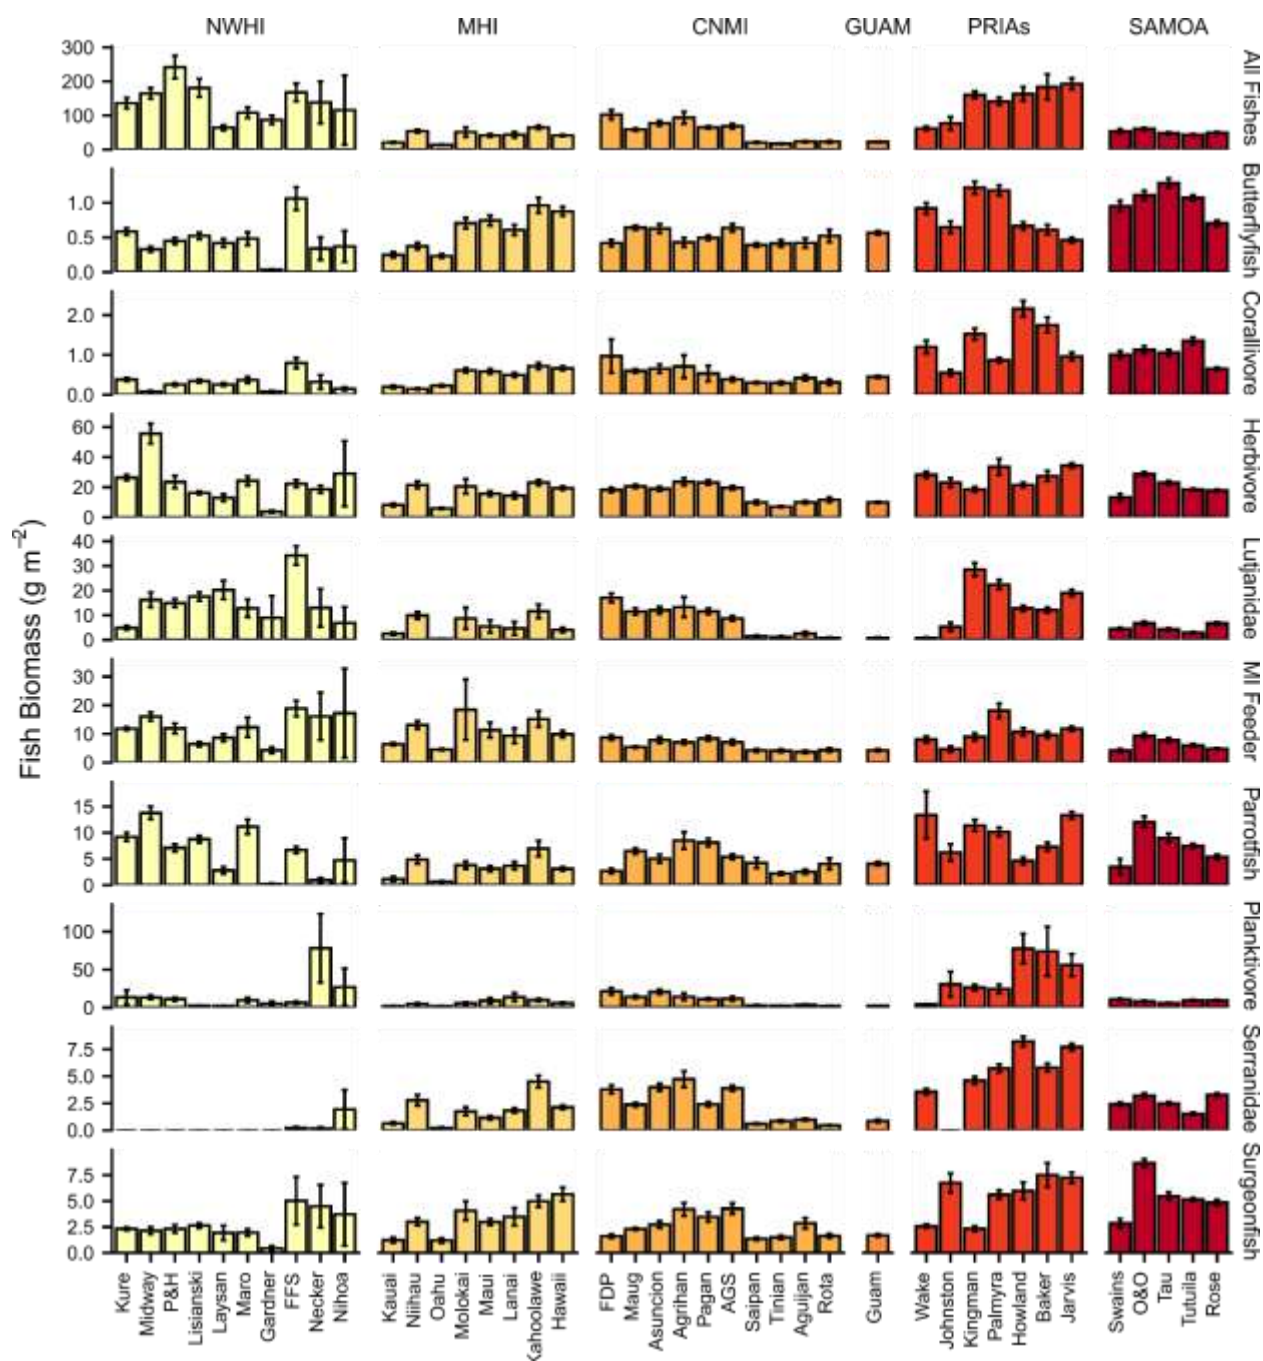 NWHI MHI CNMI GUAM PRIAs SAMOA
Fish Biomass (g m⁻²)
300
200
100
0
All Fishes
1.0
0.5
0.0
Butterflyfish
2.0
1.0
0.0
Corallivore
60
40
20
0
Herbivore
40
30
20
10
0
Lutjanidae
30
20
10
0
MI Feeder
15
10
5
0
Parrotfish
100
50
0
Planktivore
7.5
5.0
2.5
0.0
Serranidae
7.5
5.0
2.5
0.0
Surgeonfish
Kure
Midway
P&H
Lisianski
Laysan
Maro
Gardner
FFS
Necker
Nihoa
Kauai
Niihau
Oahu
Molokai
Maui
Lanai
Kahoolawe
Hawaii
FDP
Maug
Asuncion
Agrihan
Pagan
AGS
Saipan
Tinian
Aguijan
Rota
Guam
Wake
Johnston
Kingman
Palmyra
Howland
Baker
Jarvis
Swains
O&O
Tau
Tutuila
Rose